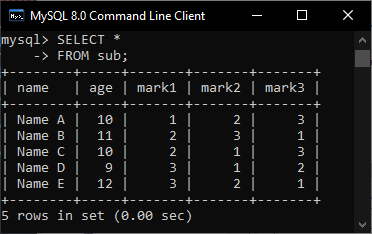 MySQL 8.0 Command Line Client
mysql> SELECT *
    -> FROM sub;
+--------+------+-------+-------+-------+
| name   | age  | mark1 | mark2 | mark3 |
+--------+------+-------+-------+-------+
| Name A |   10 |     1 |     2 |     3 |
| Name B |   11 |     2 |     3 |     1 |
| Name C |   10 |     2 |     1 |     3 |
| Name D |    9 |     3 |     1 |     2 |
| Name E |   12 |     3 |     2 |     1 |
+--------+------+-------+-------+-------+
5 rows in set (0.00 sec)